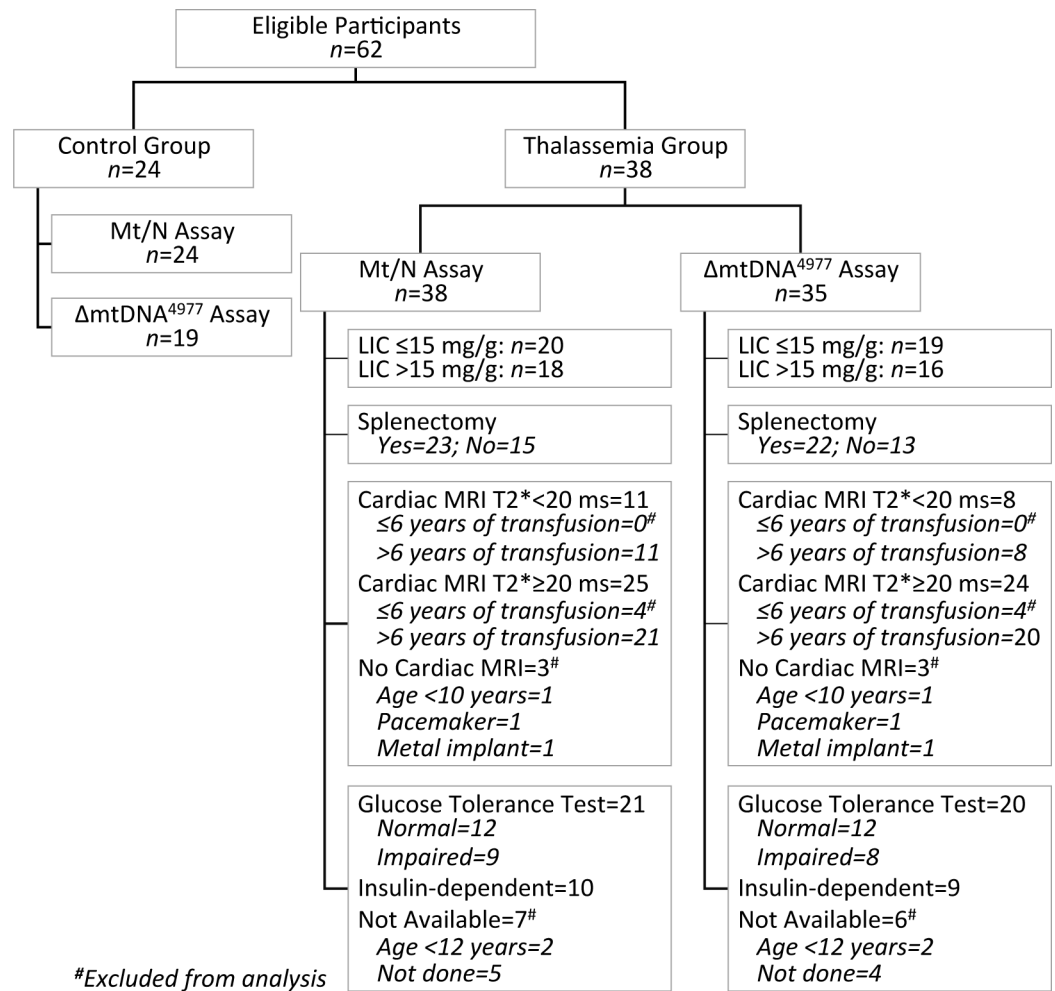 Eligible Participants
n=62
Control Group
n=24
Thalassemia Group
n=38
Mt/N Assay
n=24
ΔmtDNA⁴⁹⁷⁷ Assay
n=19
Mt/N Assay
n=38
LIC ≤15 mg/g: n=20
LIC >15 mg/g: n=18
Splenectomy
Yes=23; No=15
Cardiac MRI T2*<20 ms=11
≤6 years of transfusion=0#
>6 years of transfusion=11
Cardiac MRI T2*≥20 ms=25
≤6 years of transfusion=4#
>6 years of transfusion=21
No Cardiac MRI=3#
Age <10 years=1
Pacemaker=1
Metal implant=1
Glucose Tolerance Test=21
Normal=12
Impaired=9
Insulin-dependent=10
Not Available=7#
Age <12 years=2
Not done=5
ΔmtDNA⁴⁹⁷⁷ Assay
n=35
LIC ≤15 mg/g: n=19
LIC >15 mg/g: n=16
Splenectomy
Yes=22; No=13
Cardiac MRI T2*<20 ms=8
≤6 years of transfusion=0#
>6 years of transfusion=8
Cardiac MRI T2*≥20 ms=24
≤6 years of transfusion=4#
>6 years of transfusion=20
No Cardiac MRI=3#
Age <10 years=1
Pacemaker=1
Metal implant=1
Glucose Tolerance Test=20
Normal=12
Impaired=8
Insulin-dependent=9
Not Available=6#
Age <12 years=2
Not done=4
#Excluded from analysis